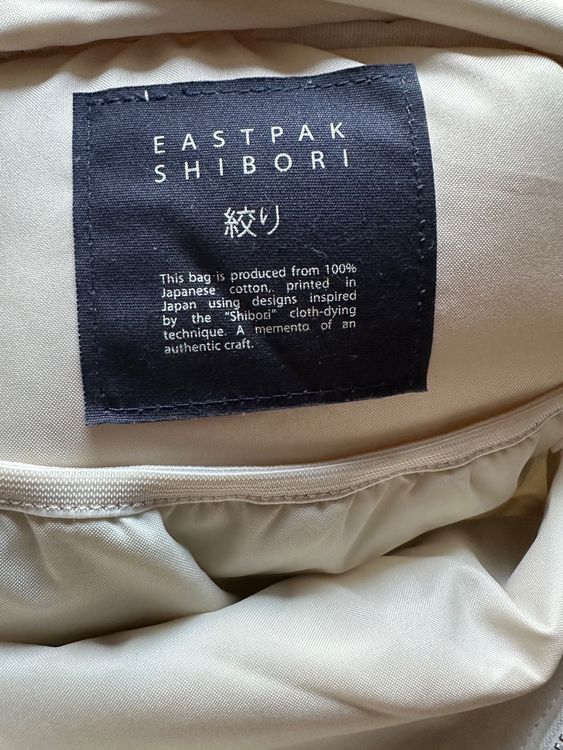 EASTPAK
SHIBORI
絞り
This bag is produced from 100%
Japanese cotton, printed in
Japan using designs inspired
by the "Shibori" cloth-dying
technique. A memento of an
authentic craft.